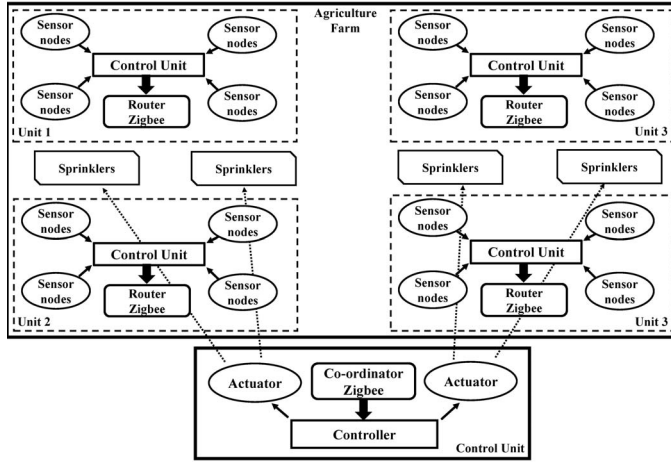 Agriculture
Farm
Sensor
nodes
Sensor
nodes
Control Unit
Sensor
nodes
Sensor
nodes
Router
Zigbee
Unit 1
Sensor
nodes
Sensor
nodes
Control Unit
Sensor
nodes
Sensor
nodes
Router
Zigbee
Unit 3
Sprinklers
Sprinklers
Sprinklers
Sprinklers
Sensor
nodes
Sensor
nodes
Control Unit
Sensor
nodes
Sensor
nodes
Router
Zigbee
Unit 2
Sensor
nodes
Sensor
nodes
Control Unit
Sensor
nodes
Sensor
nodes
Router
Zigbee
Unit 3
Actuator
Co-ordinator
Zigbee
Actuator
Controller
Control Unit